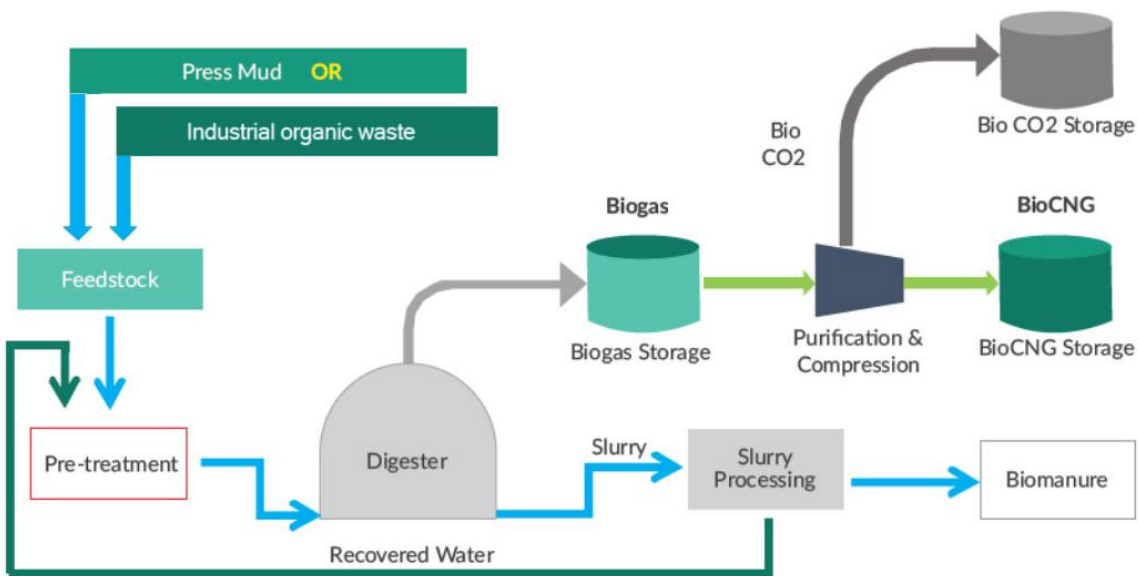 Press Mud OR
Industrial organic waste
Bio
CO2
Bio CO2 Storage
Feedstock
Biogas
BioCNG
Biogas Storage
Purification &
Compression
BioCNG Storage
Pre-treatment
Digester
Slurry
Slurry
Processing
Biomanure
Recovered Water